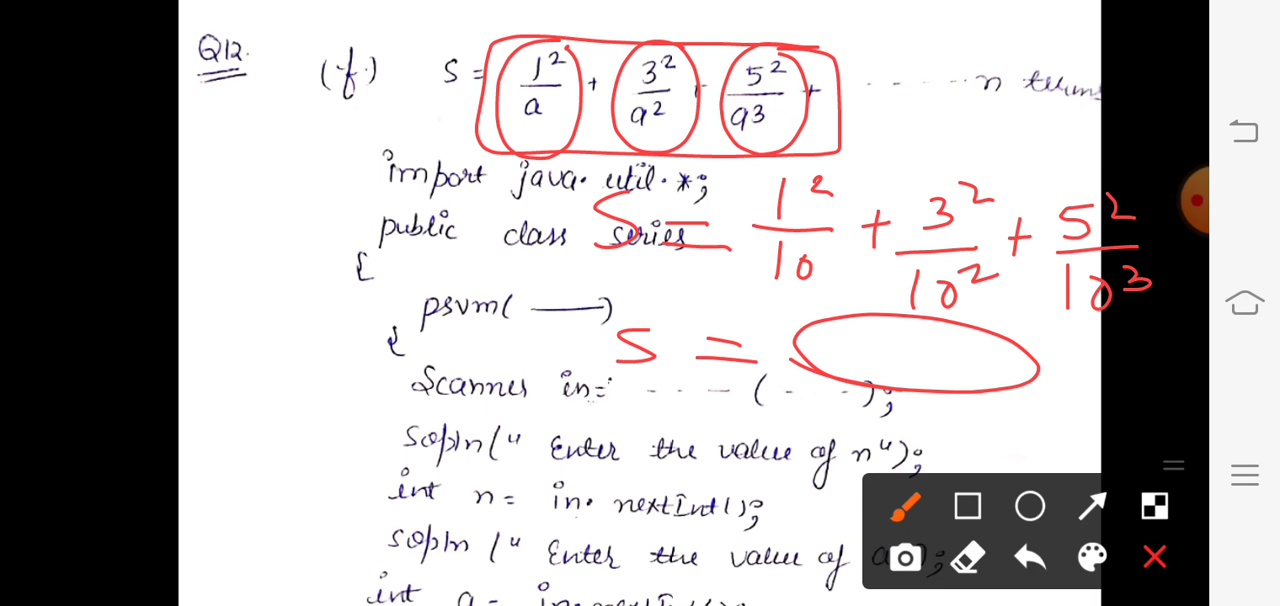 Q12.
(f.) S = 1²/a + 3²/a² + 5²/a³ + ........ n terms
import java.util.*;
public class series
S = 1²/10 + 3²/10² + 5²/10³
{
psvm( —— )
S =
{
Scanner in= ... (...);
sopln(" Enter the value of n");
int n= in.nextInt();
sopln (" Enter the value of a");
int a=